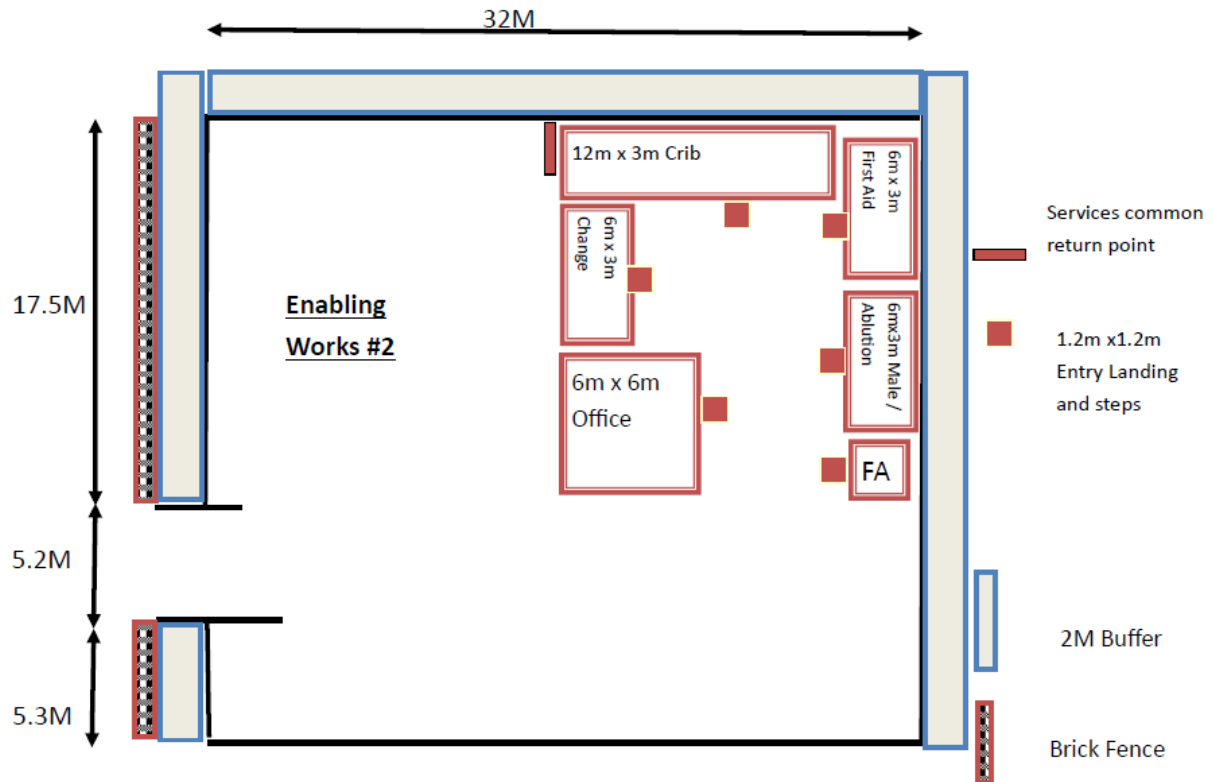 32M
17.5M
5.2M
5.3M
Enabling
Works #2
12m x 3m Crib
6m x 3m
First Aid
6m x 3m
Change
6mx3m Male /
Ablution
6m x 6m
Office
FA
Services common
return point
1.2m x1.2m
Entry Landing
and steps
2M Buffer
Brick Fence